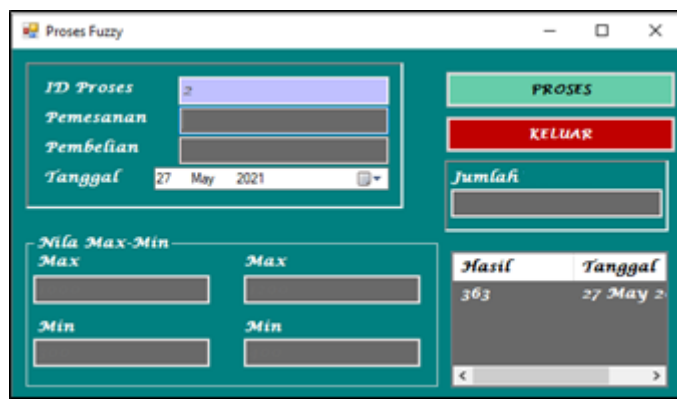 Proses Fuzzy
ID Proses
2
Pemesanan
Pembelian
Tanggal
27 May 2021
PROSES
KELUAR
Jumlah
Nila Max-Min
Max Max
Min Min
Hasil Tanggal
363 27 May 2